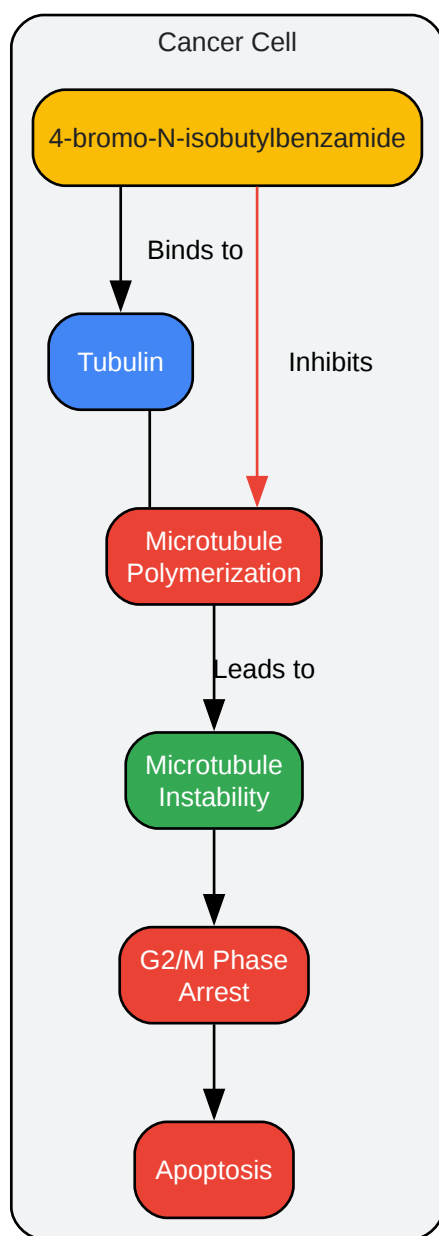 Cancer Cell
4-bromo-N-isobutylbenzamide
Binds to
Tubulin
Inhibits
Microtubule
Polymerization
Leads to
Microtubule
Instability
G2/M Phase
Arrest
Apoptosis